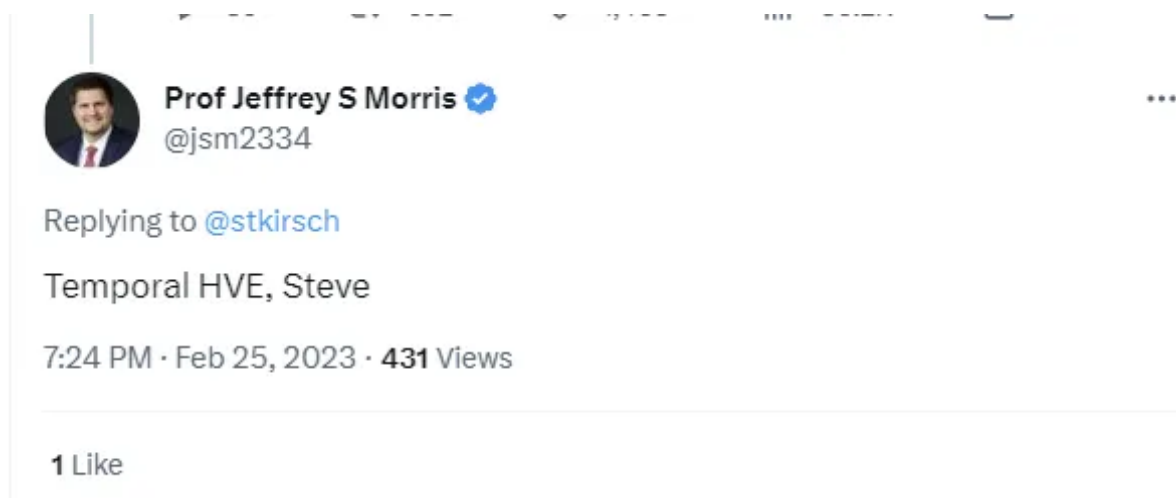 Prof Jeffrey S Morris
@jsm2334
Replying to @stkirsch
Temporal HVE, Steve
7:24 PM · Feb 25, 2023 · 431 Views
1 Like